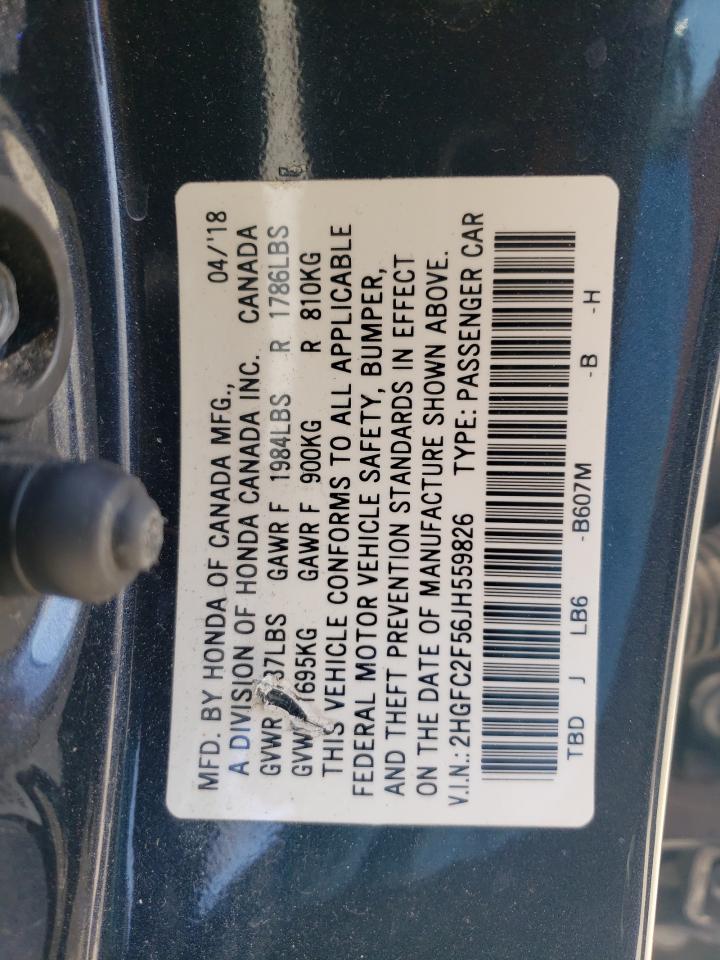 04/'18
MFD. BY HONDA OF CANADA MFG.,
A DIVISION OF HONDA CANADA INC. CANADA
GVWR 37LBS GAWR F 1984LBS R 1786LBS
GVW 1695KG GAWR F 900KG R 810KG
THIS VEHICLE CONFORMS TO ALL APPLICABLE
FEDERAL MOTOR VEHICLE SAFETY, BUMPER,
AND THEFT PREVENTION STANDARDS IN EFFECT
ON THE DATE OF MANUFACTURE SHOWN ABOVE.
V.I.N.: 2HGFC2F56JH559826 TYPE: PASSENGER CAR
TBD J LB6 -B607M -B -H